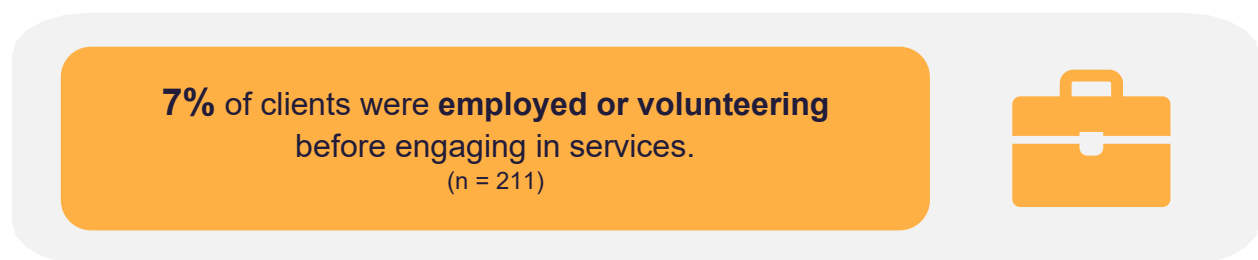 7% of clients were employed or volunteering
before engaging in services.
(n = 211)